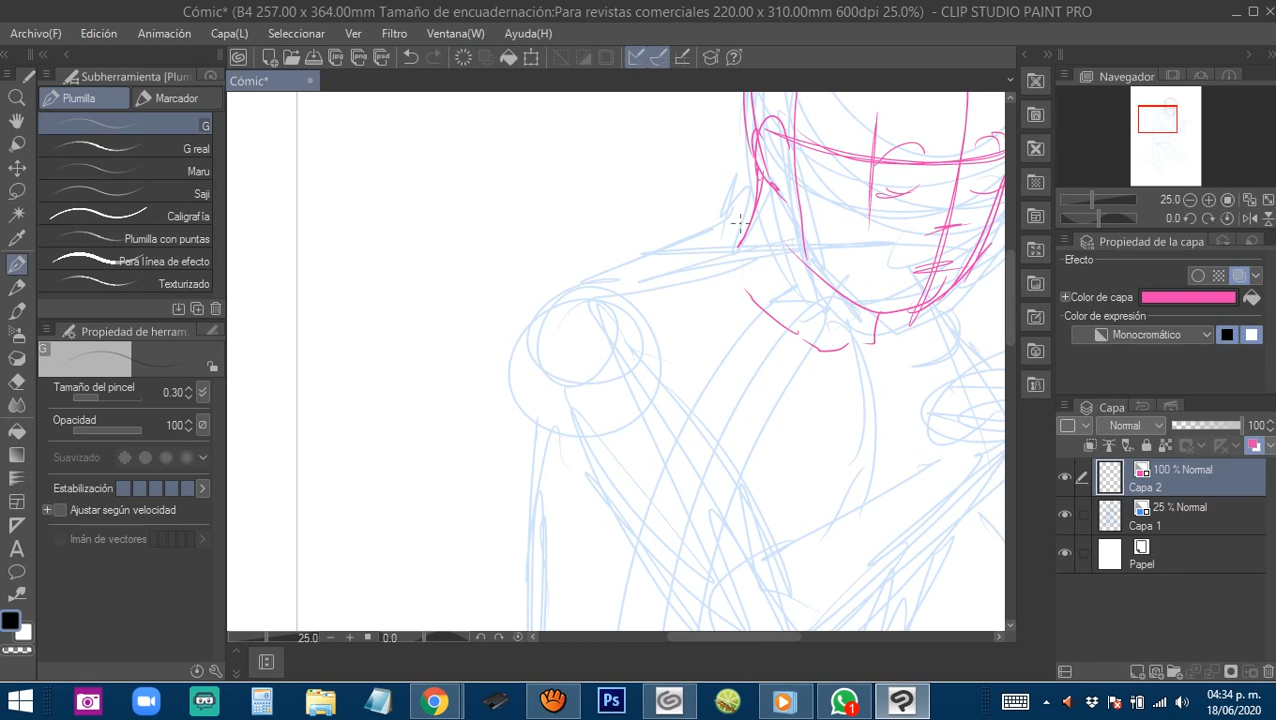 Cómic* (B4 257.00 x 364.00mm Tamaño de encuadernación:Para revistas comerciales 220.00 x 310.00mm 600dpi 25.0%) - CLIP STUDIO PAINT PRO
Archivo(F) Edición Animación Capa(L) Seleccionar Ver Filtro Ventana(W) Ayuda(H)
Subherramienta (Plum
Cómic*
Navegador
Plumilla Marcador
G
G real
Maru
Saji
Caligrafía
Plumilla con puntas
Para línea de efecto
Texturizado
25.0
0.0
Propiedad de la capa
Efecto
Color de capa
Color de expresión
Monocromático
Propiedad de herram
G
Tamaño del pincel 0.30
Opacidad 100
Suavizado
Estabilización
Ajustar según velocidad
Imán de vectores
Capa
Normal 100
100 % Normal
Capa 2
25 % Normal
Capa 1
Papel
25.0 0.0
Ps
1
04:34 p. m.
18/06/2020